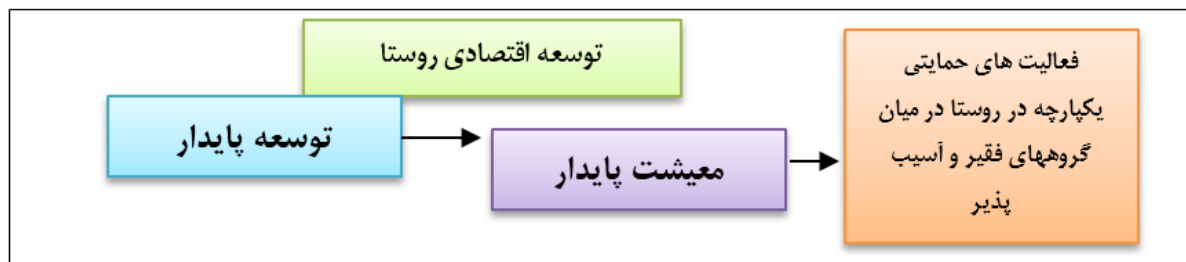 توسعه اقتصادی روستا
توسعه پایدار
معیشت پایدار
فعالیت های حمایتی
یکپارچه در روستا در میان
گروههای فقیر و آسیب
پذیر